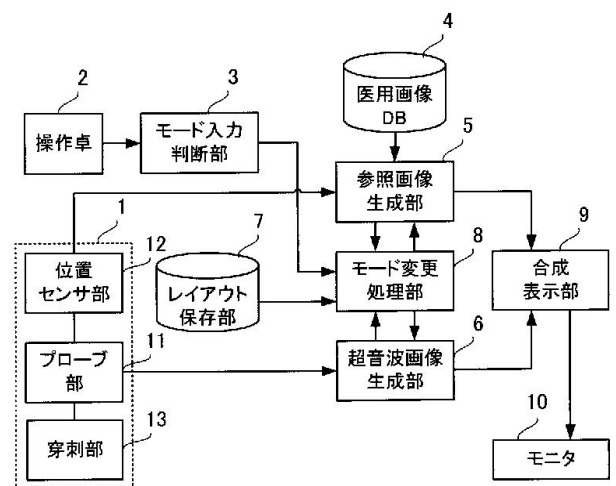 4
2
3
医用画像
DB
操作卓
モード入力
判断部
5
参照画像
生成部
1
12
7
9
位置
センサ部
8
レイアウト
保存部
モード変更
処理部
合成
表示部
11
6
プローブ
部
超音波画像
生成部
13
10
穿刺部
モニタ